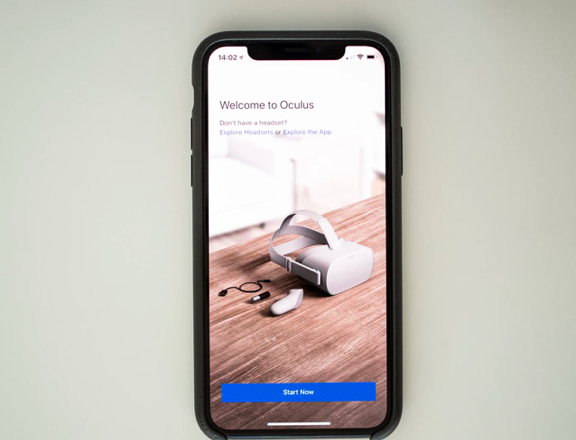 14:02
Welcome to Oculus
Don't have a headset?
Explore Headsets or Explore the App
Start Now